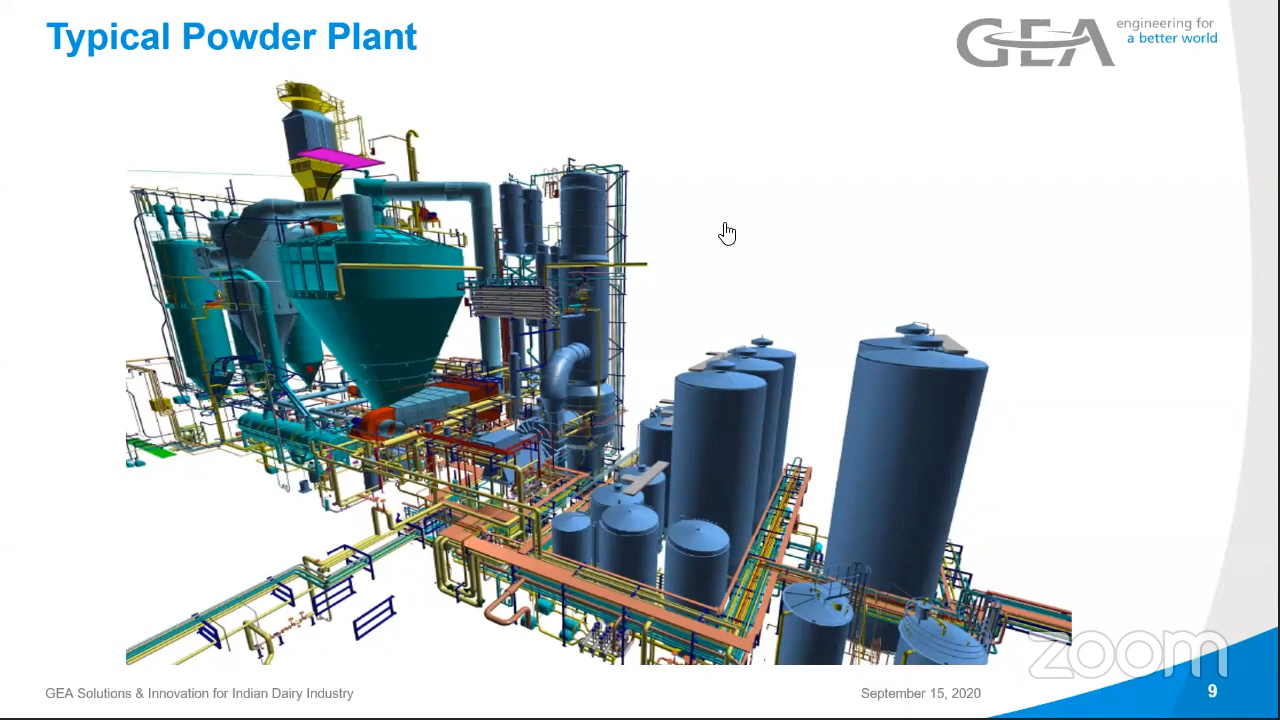 Typical Powder Plant
GEA
engineering for
a better world
zoom
GEA Solutions & Innovation for Indian Dairy Industry
September 15, 2020
9